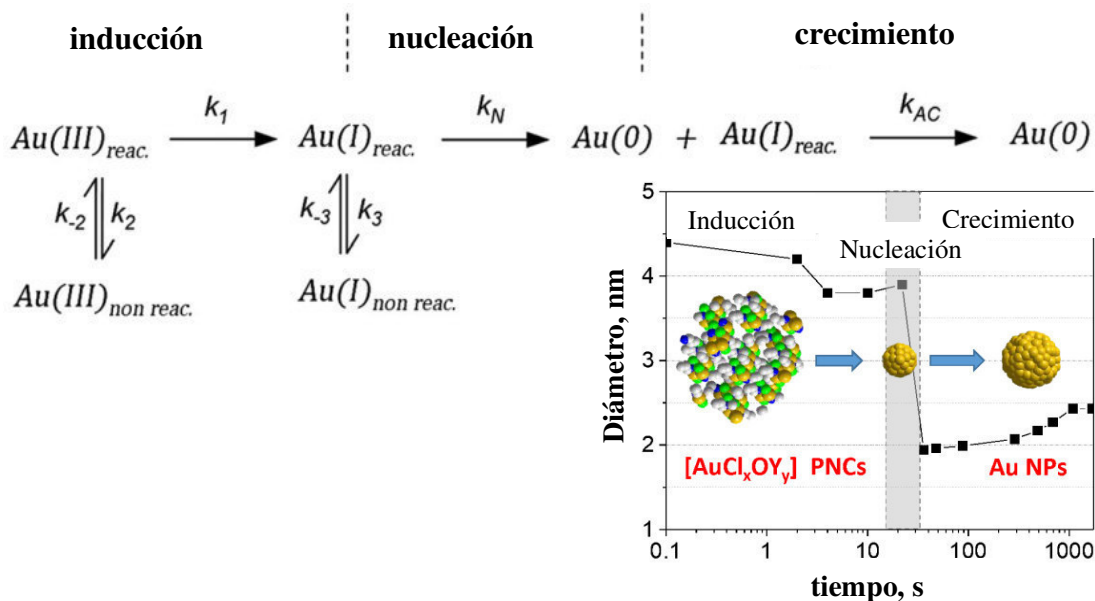 inducción nucleación crecimiento
k₁ k_N k_AC
Au(III)reac. Au(I)reac. Au(0) + Au(I)reac. Au(0)
k₋₂ k₂ k₋₃ k₃
Au(III)non reac. Au(I)non reac.
5
Inducción Crecimiento
Nucleación
4
Diámetro, nm
3
2
[AuClₓOYy] PNCs Au NPs
1
0.1 1 10 100 1000
tiempo, s